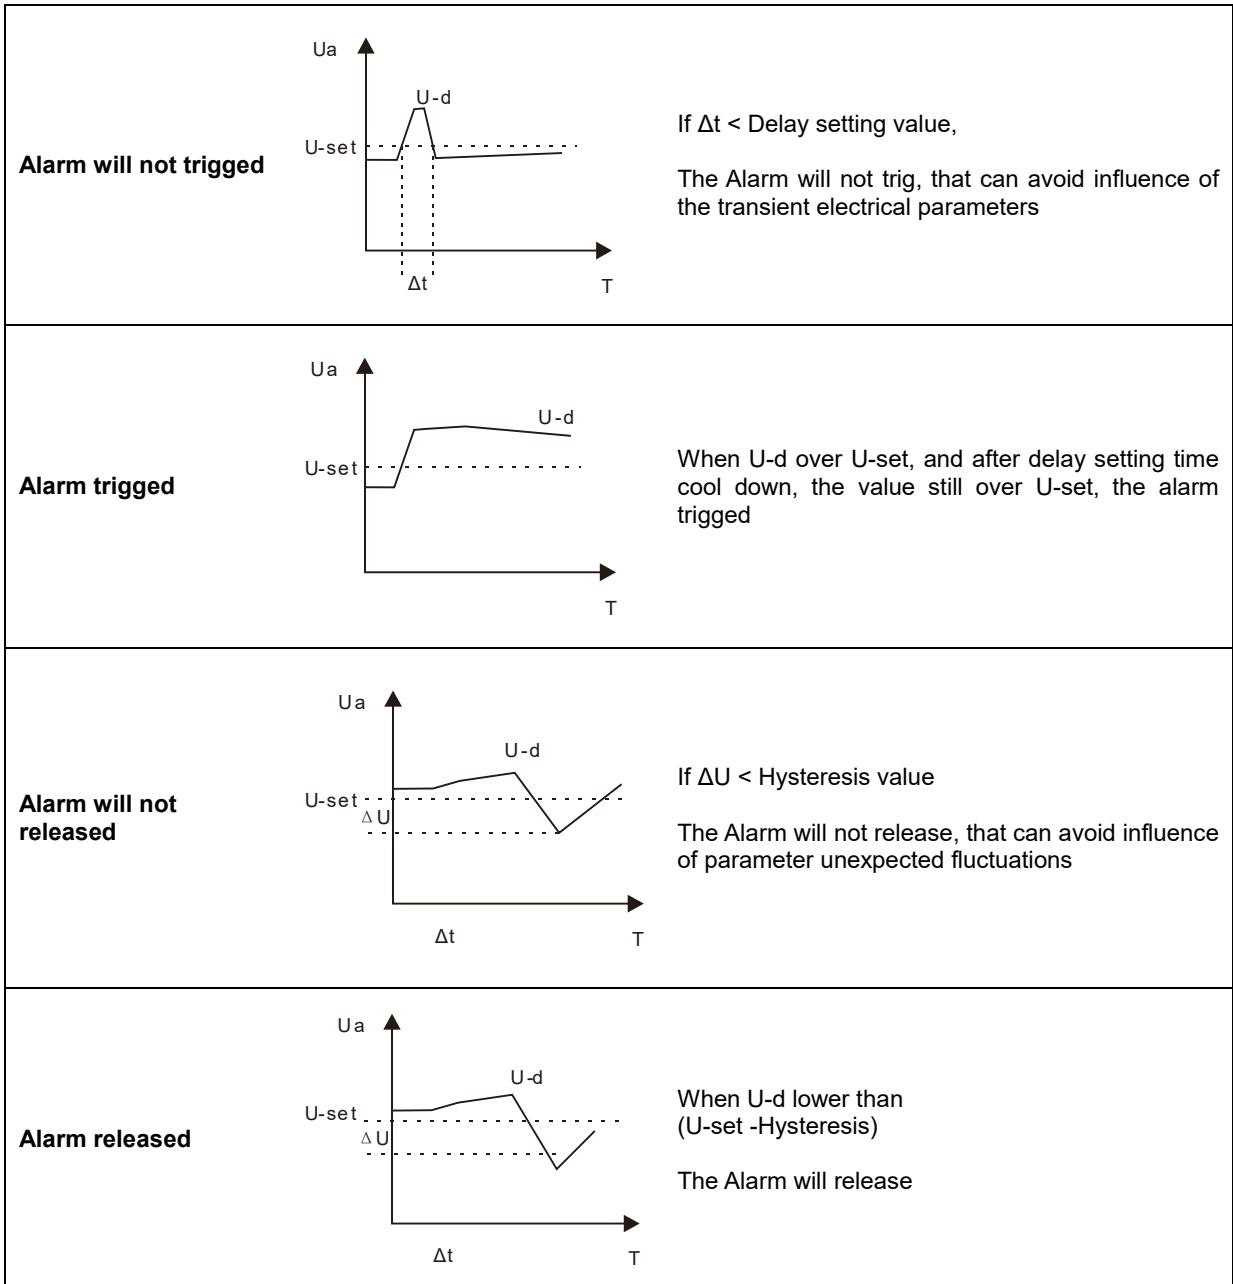 Alarm will not trigged
Ua
U-d
U-set
Δt
T
If Δt < Delay setting value,
The Alarm will not trig, that can avoid influence of
the transient electrical parameters
Alarm trigged
Ua
U-d
U-set
T
When U-d over U-set, and after delay setting time
cool down, the value still over U-set, the alarm
trigged
Alarm will not
released
Ua
U-d
U-set
Δ U
Δt
T
If ΔU < Hysteresis value
The Alarm will not release, that can avoid influence
of parameter unexpected fluctuations
Alarm released
Ua
U-d
U-set
Δ U
Δt
T
When U-d lower than
(U-set -Hysteresis)
The Alarm will release